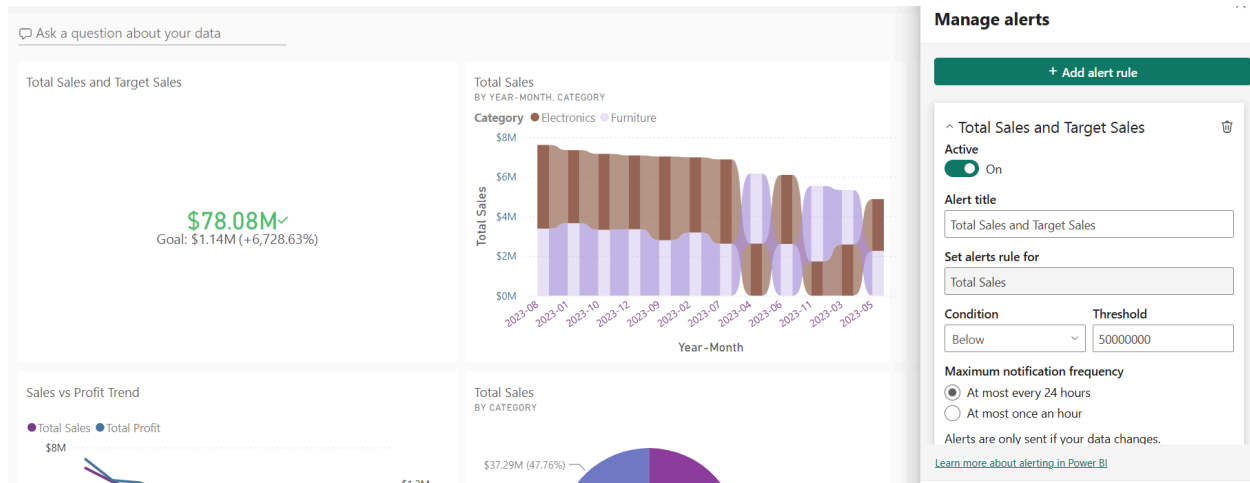 Ask a question about your data
Total Sales and Target Sales
$78.08M
Goal: $1.14M (+6,728.63%)
Total Sales
BY YEAR-MONTH, CATEGORY
Category Electronics Furniture
$8M
$6M
$4M
$2M
$0M
Total Sales
2023-08 2023-01 2023-10 2023-12 2023-09 2023-02 2023-07 2023-04 2023-06 2023-11 2023-03 2023-05
Year-Month
Sales vs Profit Trend
Total Sales Total Profit
$8M
Total Sales
BY CATEGORY
$37.29M (47.76%)
Manage alerts
+ Add alert rule
Total Sales and Target Sales
Active
On
Alert title
Total Sales and Target Sales
Set alerts rule for
Total Sales
Condition Threshold
Below 50000000
Maximum notification frequency
At most every 24 hours
At most once an hour
Alerts are only sent if your data changes.
Learn more about alerting in Power BI